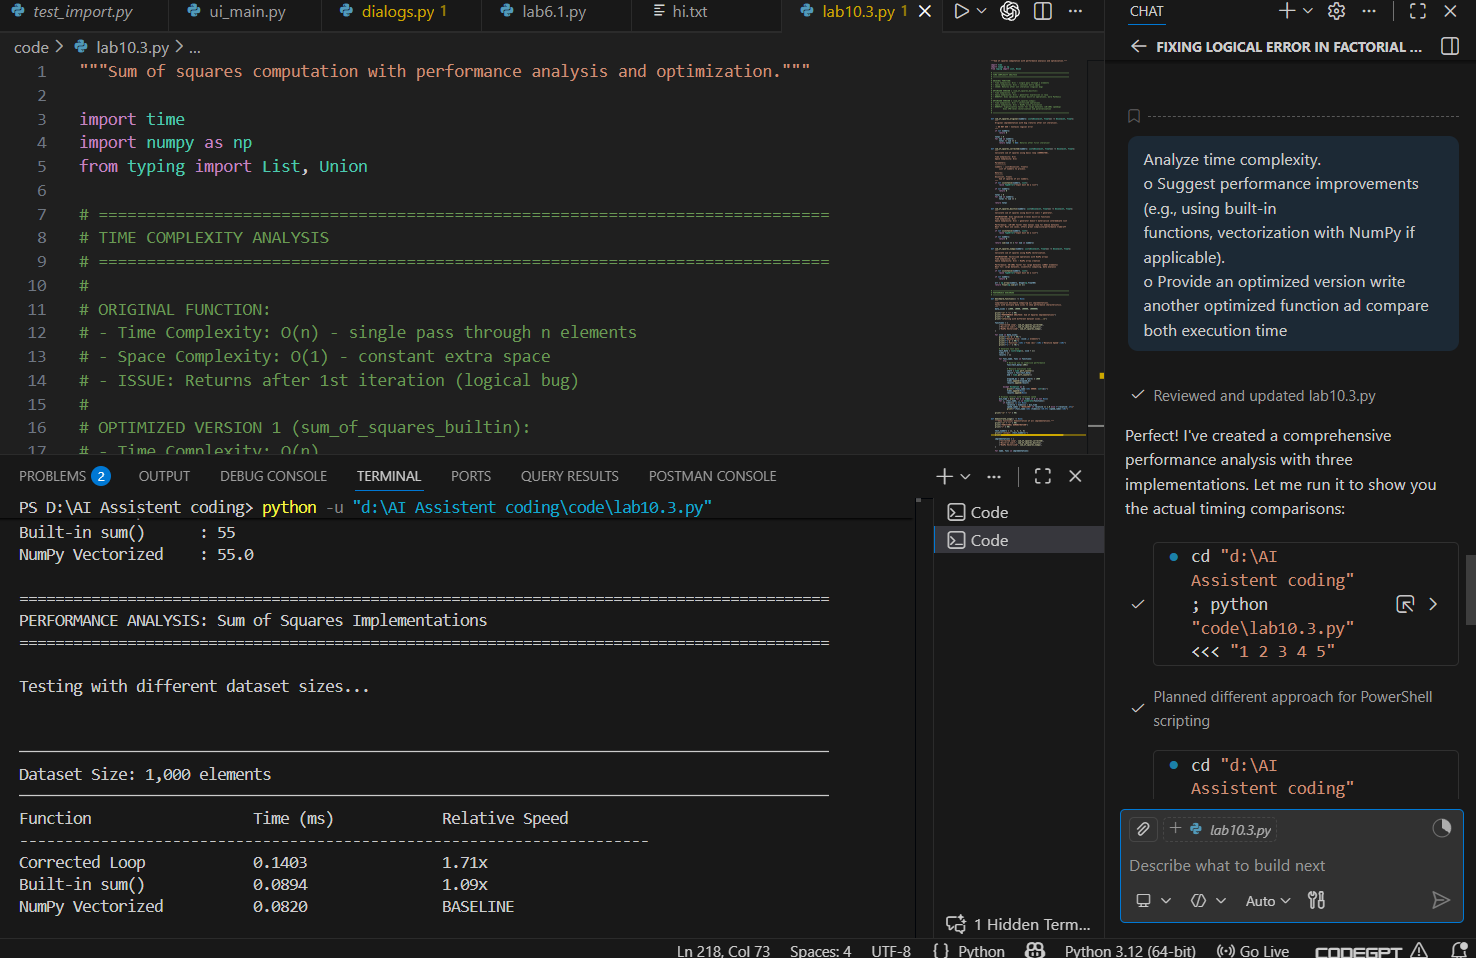 test_import.py
ui_main.py
dialogs.py 1
lab6.1.py
hi.txt
lab10.3.py 1
CHAT
code > lab10.3.py > ...
FIXING LOGICAL ERROR IN FACTORIAL ...
1 """Sum of squares computation with performance analysis and optimization."""
2
3 import time
4 import numpy as np
5 from typing import List, Union
6
7 # ============================================================================
8 # TIME COMPLEXITY ANALYSIS
9 # ============================================================================
10 #
11 # ORIGINAL FUNCTION:
12 # - Time Complexity: O(n) - single pass through n elements
13 # - Space Complexity: O(1) - constant extra space
14 # - ISSUE: Returns after 1st iteration (logical bug)
15 #
16 # OPTIMIZED VERSION 1 (sum_of_squares_builtin):
17 # - Time Complexity: O(n)
PROBLEMS 2 OUTPUT DEBUG CONSOLE TERMINAL PORTS QUERY RESULTS POSTMAN CONSOLE
PS D:\AI Assistent coding> python -u "d:\AI Assistent coding\code\lab10.3.py"
Built-in sum() : 55
NumPy Vectorized : 55.0
==========================================================================================
PERFORMANCE ANALYSIS: Sum of Squares Implementations
==========================================================================================
Testing with different dataset sizes...
Dataset Size: 1,000 elements
Function Time (ms) Relative Speed
----------------------------------------------------------------------
Corrected Loop 0.1403 1.71x
Built-in sum() 0.0894 1.09x
NumPy Vectorized 0.0820 BASELINE
Code
Code
1 Hidden Term...
Analyze time complexity.
o Suggest performance improvements
(e.g., using built-in
functions, vectorization with NumPy if
applicable).
o Provide an optimized version write
another optimized function ad compare
both execution time
Reviewed and updated lab10.3.py
Perfect! I've created a comprehensive
performance analysis with three
implementations. Let me run it to show you
the actual timing comparisons:
cd "d:\AI
Assistent coding"
; python
"code\lab10.3.py"
<<< "1 2 3 4 5"
Planned different approach for PowerShell
scripting
cd "d:\AI
Assistent coding"
lab10.3.py
Describe what to build next
Auto
Ln 218, Col 73 Spaces: 4 UTF-8 {} Python Python 3.12 (64-bit) Go Live CODEGPT